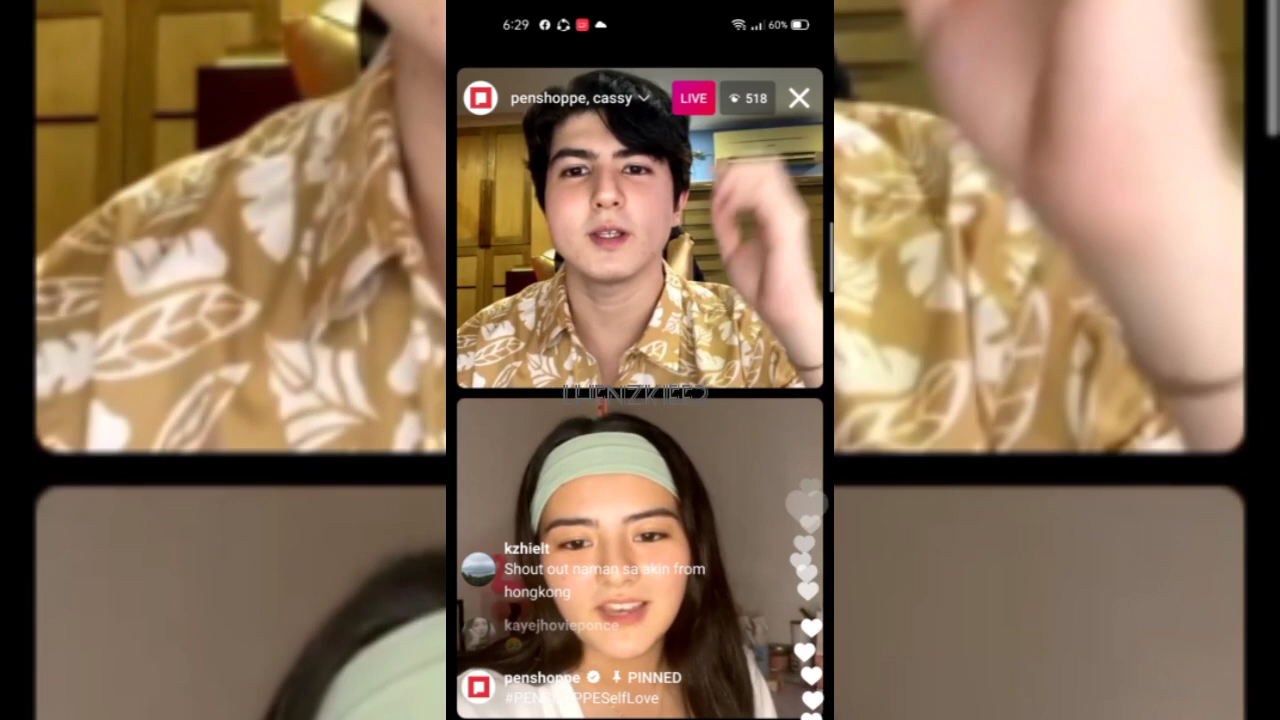 6:29
60%
penshoppe, cassy
LIVE
518
kzhielt
Shout out naman sa akin from
hongkong
kayejhovieponce
penshoppe PINNED